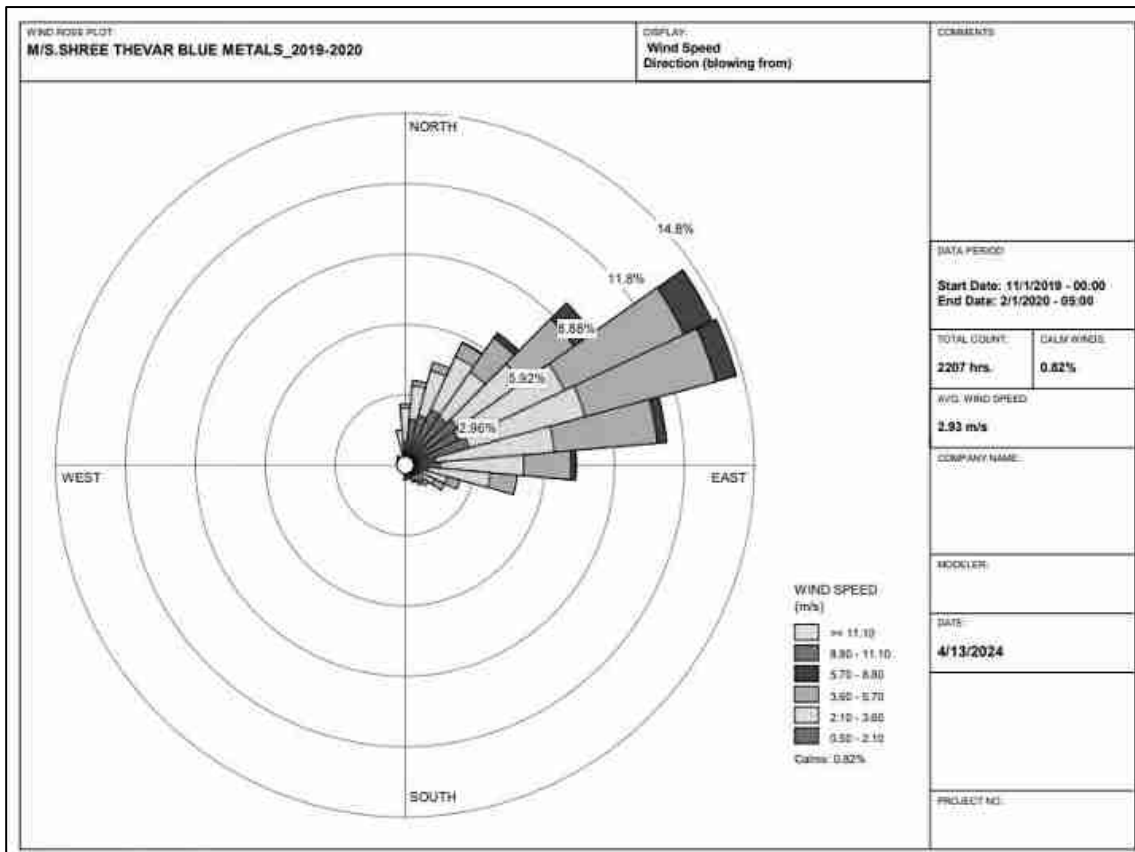 WIND ROSE PLOT:
M/S.SHREE THEVAR BLUE METALS_2019-2020
DISPLAY:
Wind Speed
Direction (blowing from)
COMMENTS:
NORTH
14.8%
11.8%
8.88%
5.92%
2.96%
WEST
EAST
SOUTH
WIND SPEED
(m/s)
>= 11.10
8.80 - 11.10
5.70 - 8.80
3.60 - 5.70
2.10 - 3.60
0.50 - 2.10
Calms: 0.82%
DATA PERIOD:
Start Date: 11/1/2019 - 00:00
End Date: 2/1/2020 - 05:00
TOTAL COUNT:
2207 hrs.
CALM WINDS:
0.82%
AVG. WIND SPEED:
2.93 m/s
COMPANY NAME:
MODELER:
DATE:
4/13/2024
PROJECT NO.: